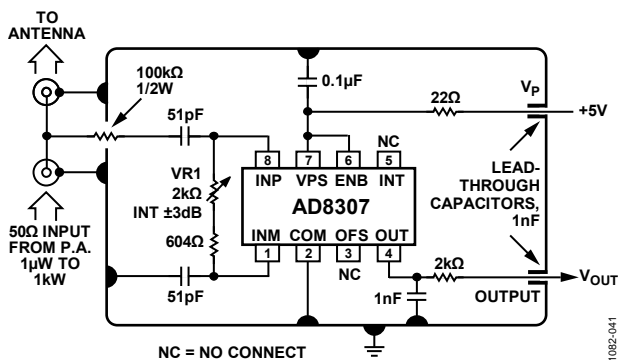 TO
ANTENNA
100kΩ
1/2W
51pF
0.1µF
22Ω
VP
+5V
NC
8
7
6
5
INP
VPS
ENB
INT
VR1
2kΩ
INT ±3dB
AD8307
LEAD-
THROUGH
CAPACITORS,
1nF
604Ω
INM
COM
OFS
OUT
1
2
3
4
NC
2kΩ
VOUT
50Ω INPUT
FROM P.A.
1µW TO
1kW
51pF
1nF
OUTPUT
NC = NO CONNECT
1082-041